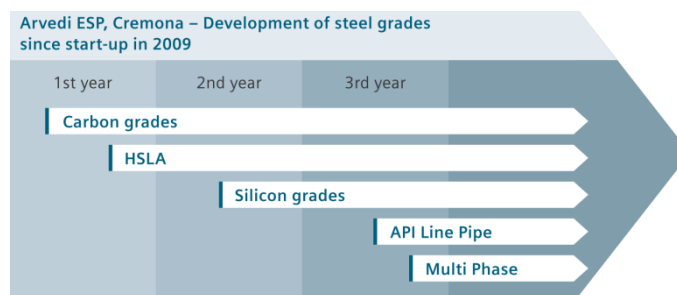 Arvedi ESP, Cremona – Development of steel grades
since start-up in 2009
1st year 2nd year 3rd year
Carbon grades
HSLA
Silicon grades
API Line Pipe
Multi Phase